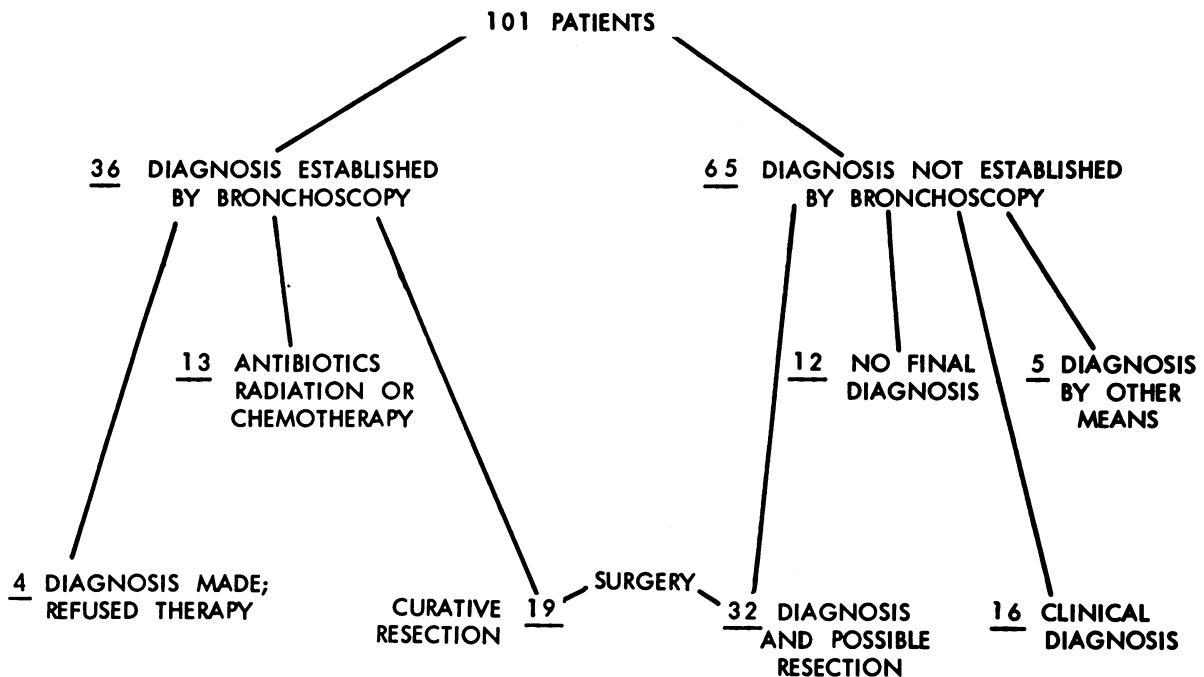 101 PATIENTS
36 DIAGNOSIS ESTABLISHED
BY BRONCHOSCOPY
65 DIAGNOSIS NOT ESTABLISHED
BY BRONCHOSCOPY
13 ANTIBIOTICS
RADIATION OR
CHEMOTHERAPY
12 NO FINAL
DIAGNOSIS
5 DIAGNOSIS
BY OTHER
MEANS
4 DIAGNOSIS MADE;
REFUSED THERAPY
CURATIVE 19
RESECTION
SURGERY
32 DIAGNOSIS
AND POSSIBLE
RESECTION
16 CLINICAL
DIAGNOSIS